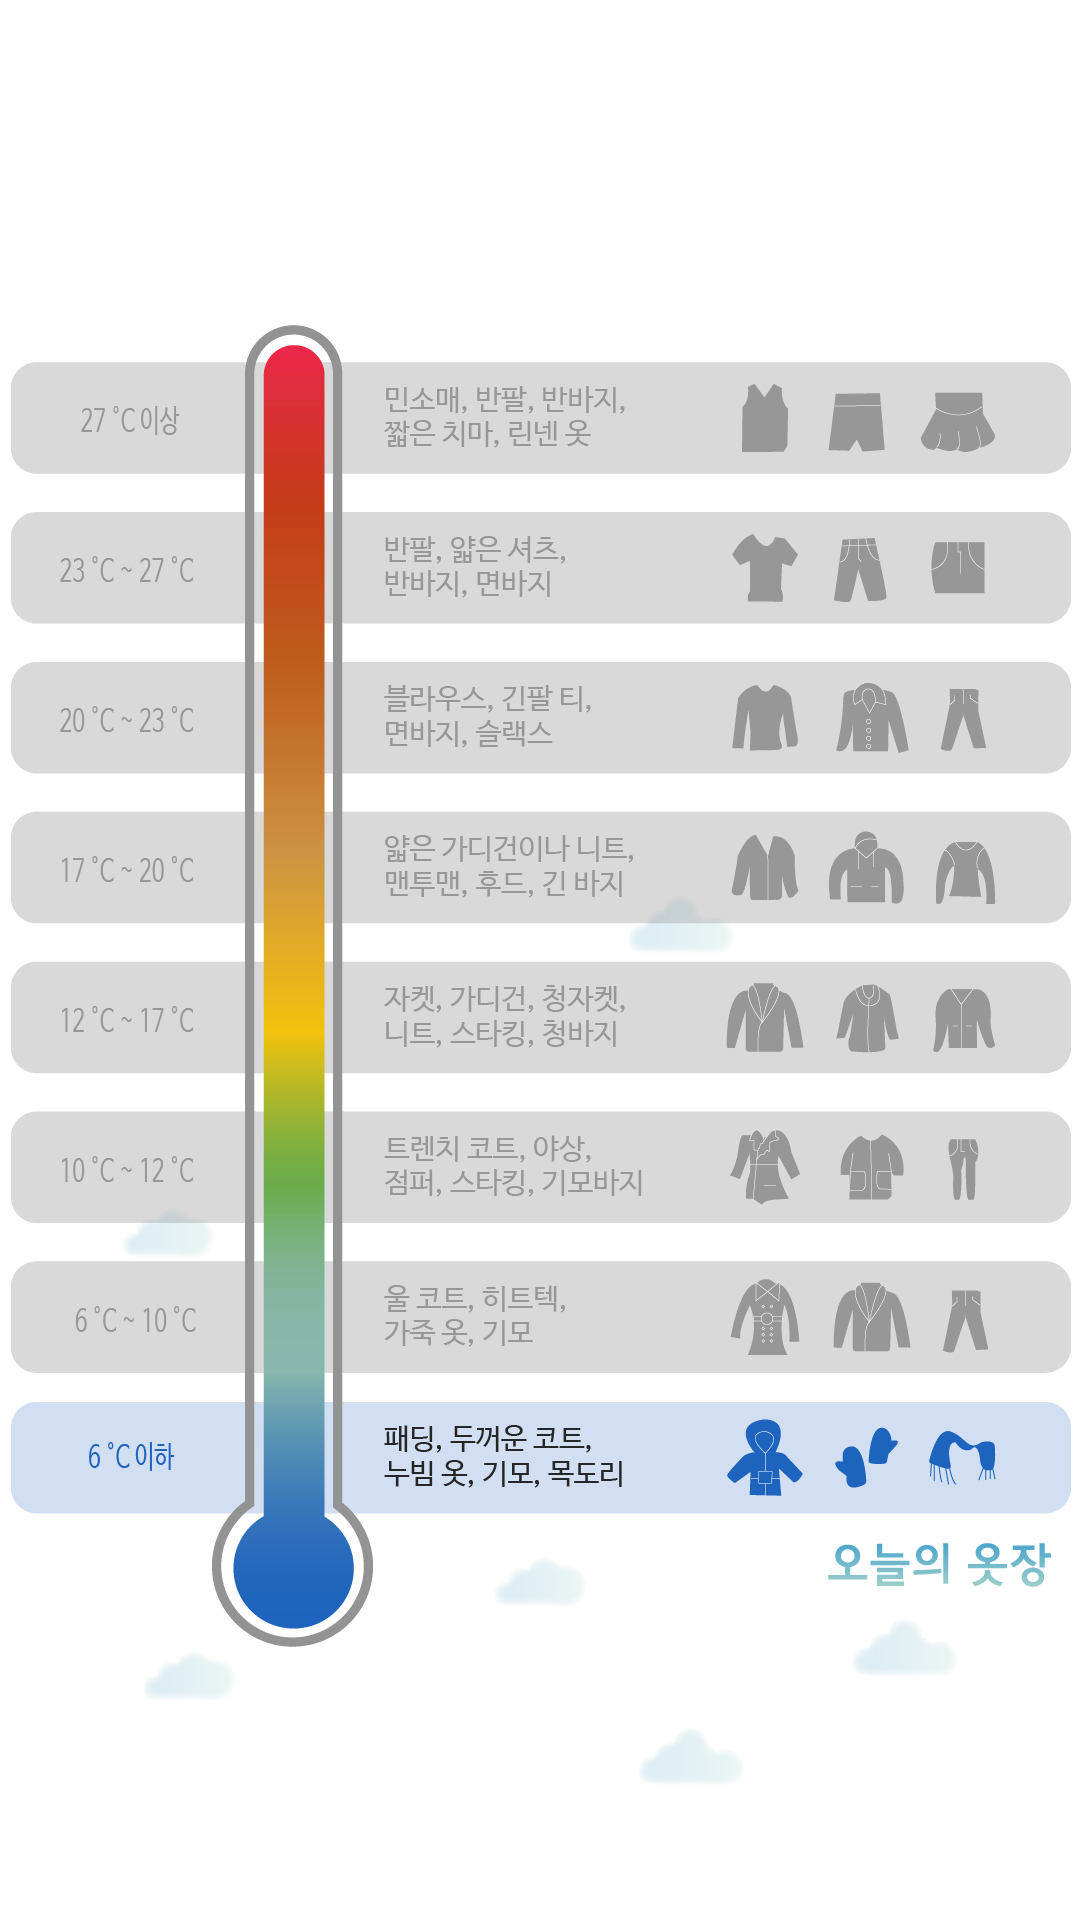 27 ˚C 이상
민소매, 반팔, 반바지,
짧은 치마, 린넨 옷
23 ˚C ~ 27 ˚C
반팔, 얇은 셔츠,
반바지, 면바지
20 ˚C ~ 23 ˚C
블라우스, 긴팔 티,
면바지, 슬랙스
17 ˚C ~ 20 ˚C
얇은 가디건이나 니트,
맨투맨, 후드, 긴 바지
12 ˚C ~ 17 ˚C
자켓, 가디건, 청자켓,
니트, 스타킹, 청바지
10 ˚C ~ 12 ˚C
트렌치 코트, 야상,
점퍼, 스타킹, 기모바지
6 ˚C ~ 10 ˚C
울 코트, 히트텍,
가죽 옷, 기모
6 ˚C 이하
패딩, 두꺼운 코트,
누빔 옷, 기모, 목도리
오늘의 옷장